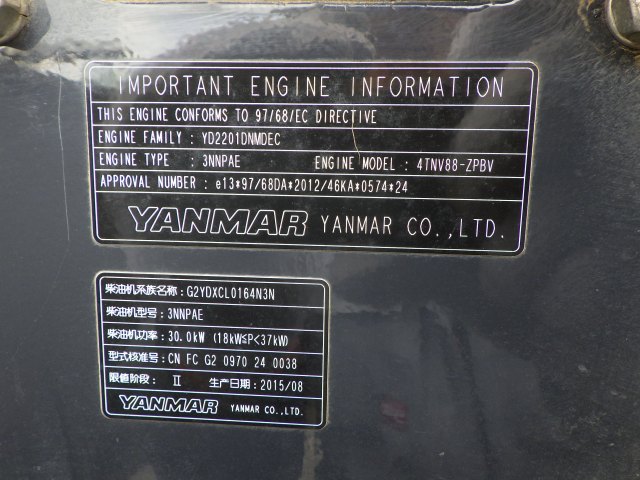 IMPORTANT ENGINE INFORMATION
THIS ENGINE CONFORMS TO 97/68/EC DIRECTIVE
ENGINE FAMILY : YD2201DNMDEC
ENGINE TYPE : 3NNPAE ENGINE MODEL : 4TNV88-ZPBV
APPROVAL NUMBER : e13*97/68DA*2012/46KA*0574*24
YANMAR YANMAR CO.,LTD.
柴油机系族名称: G2YDXCL0164N3N
柴油机型号: 3NNPAE
柴油机功率: 30.0kW (18kW≦P<37kW)
型式核准号: CN FC G2 0970 24 0038
限值阶段: Ⅱ 生产日期: 2015/08
YANMAR YANMAR CO.,LTD.